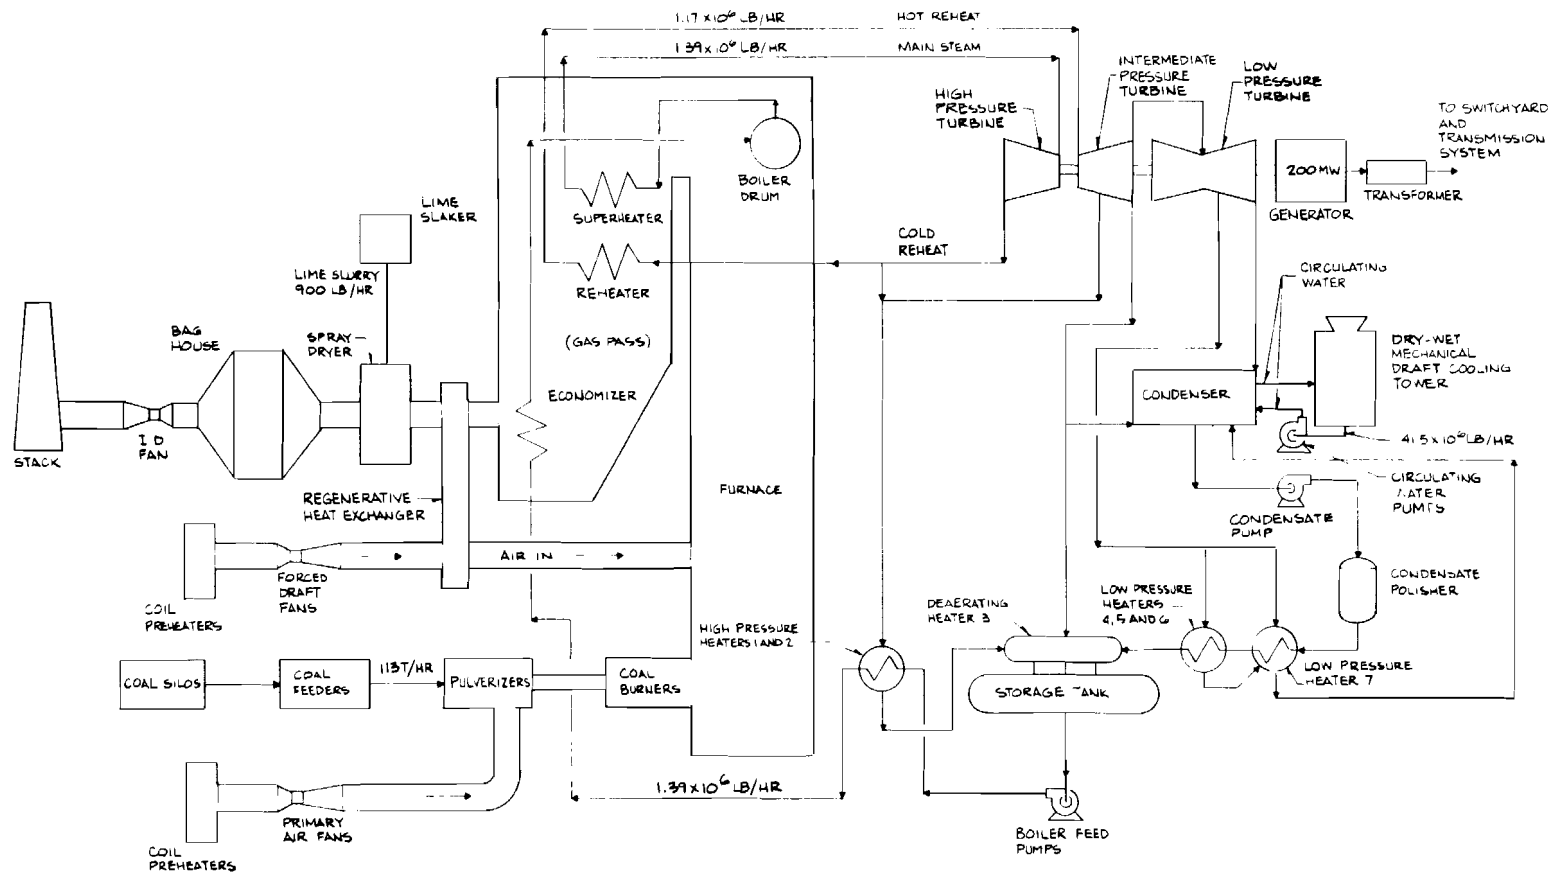 1.17 x 10⁶ LB/HR
HOT REHEAT
1.39 x 10⁶ LB/HR
MAIN STEAM
INTERMEDIATE
PRESSURE
TURBINE
LOW
PRESSURE
TURBINE
HIGH
PRESSURE
TURBINE
TO SWITCHYARD
AND
TRANSMISSION
SYSTEM
200 MW
GENERATOR
TRANSFORMER
BOILER
DRUM
SUPERHEATER
LIME
SLAKER
COLD
REHEAT
LIME SLURRY
900 LB/HR
REHEATER
CIRCULATING
WATER
BAG
HOUSE
SPRAY-
DRYER
(GAS PASS)
ECONOMIZER
CONDENSER
DRY-WET
MECHANICAL
DRAFT COOLING
TOWER
41.5 x 10⁶ LB/HR
STACK
I D
FAN
REGENERATIVE
HEAT EXCHANGER
FURNACE
CIRCULATING
WATER
PUMPS
CONDENSATE
PUMP
AIR IN
FORCED
DRAFT
FANS
COIL
PREHEATERS
CONDENSATE
POLISHER
DEAERATING
HEATER 3
LOW PRESSURE
HEATERS
4,5 AND 6
HIGH PRESSURE
HEATERS 1 AND 2
COAL SILOS
COAL
FEEDERS
113T/HR
PULVERIZERS
COAL
BURNERS
LOW PRESSURE
HEATER 7
STORAGE TANK
1.39 x 10⁶ LB/HR
PRIMARY
AIR FANS
COIL
PREHEATERS
BOILER FEED
PUMPS